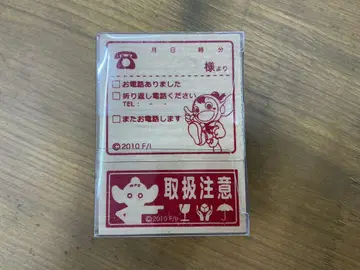 月 日 時 分
様より
お電話ありました
折り返し電話ください
TEL: - -
またお電話します
©2010 F/I
取扱注意
©2010 F/I